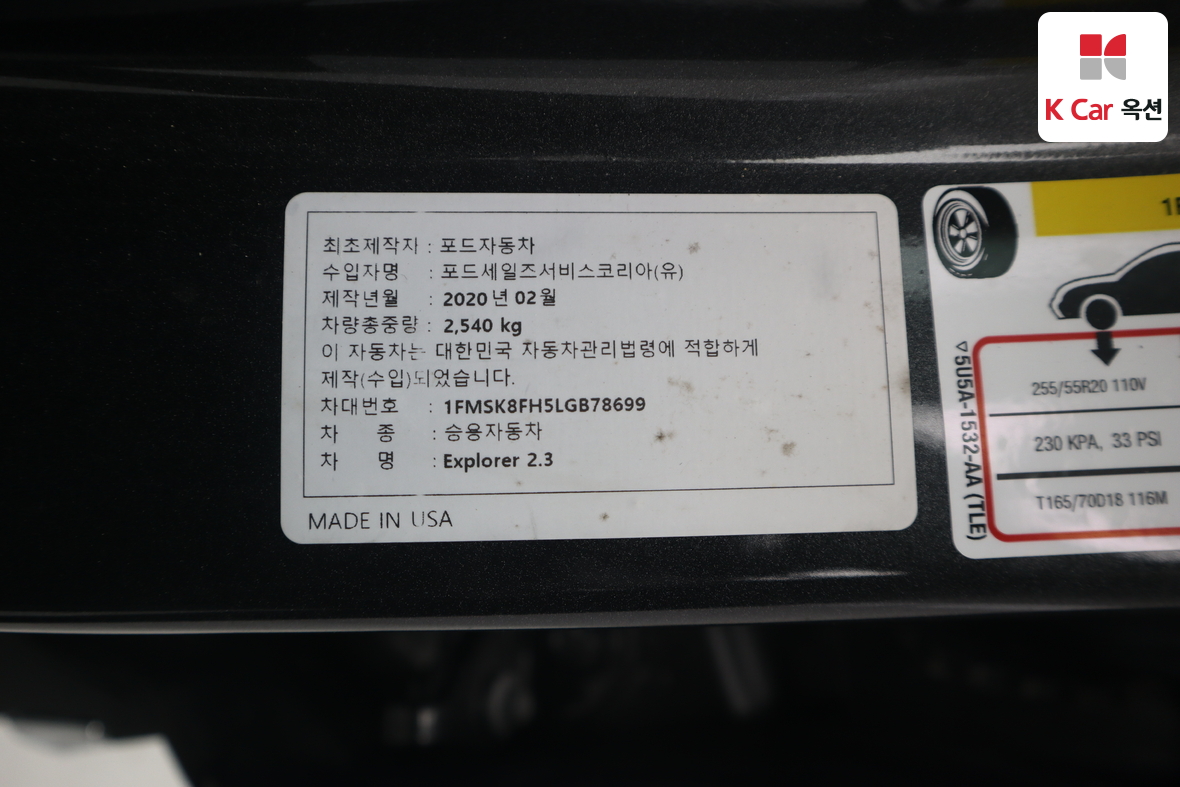 K Car 옥션
최초제작자 : 포드자동차
수입자명 : 포드세일즈서비스코리아(유)
제작년월 : 2020 년 02 월
차량총중량 : 2,540 kg
이 자동차는 대한민국 자동차관리법령에 적합하게
제작(수입)되었습니다.
차대번호 : 1FMSK8FH5LGB78699
차 종 : 승용자동차
차 명 : Explorer 2.3
MADE IN USA
255/55R20 110V
230 KPA, 33 PSI
T165/70D18 116M
▽5U5A-1532-AA (TLE)